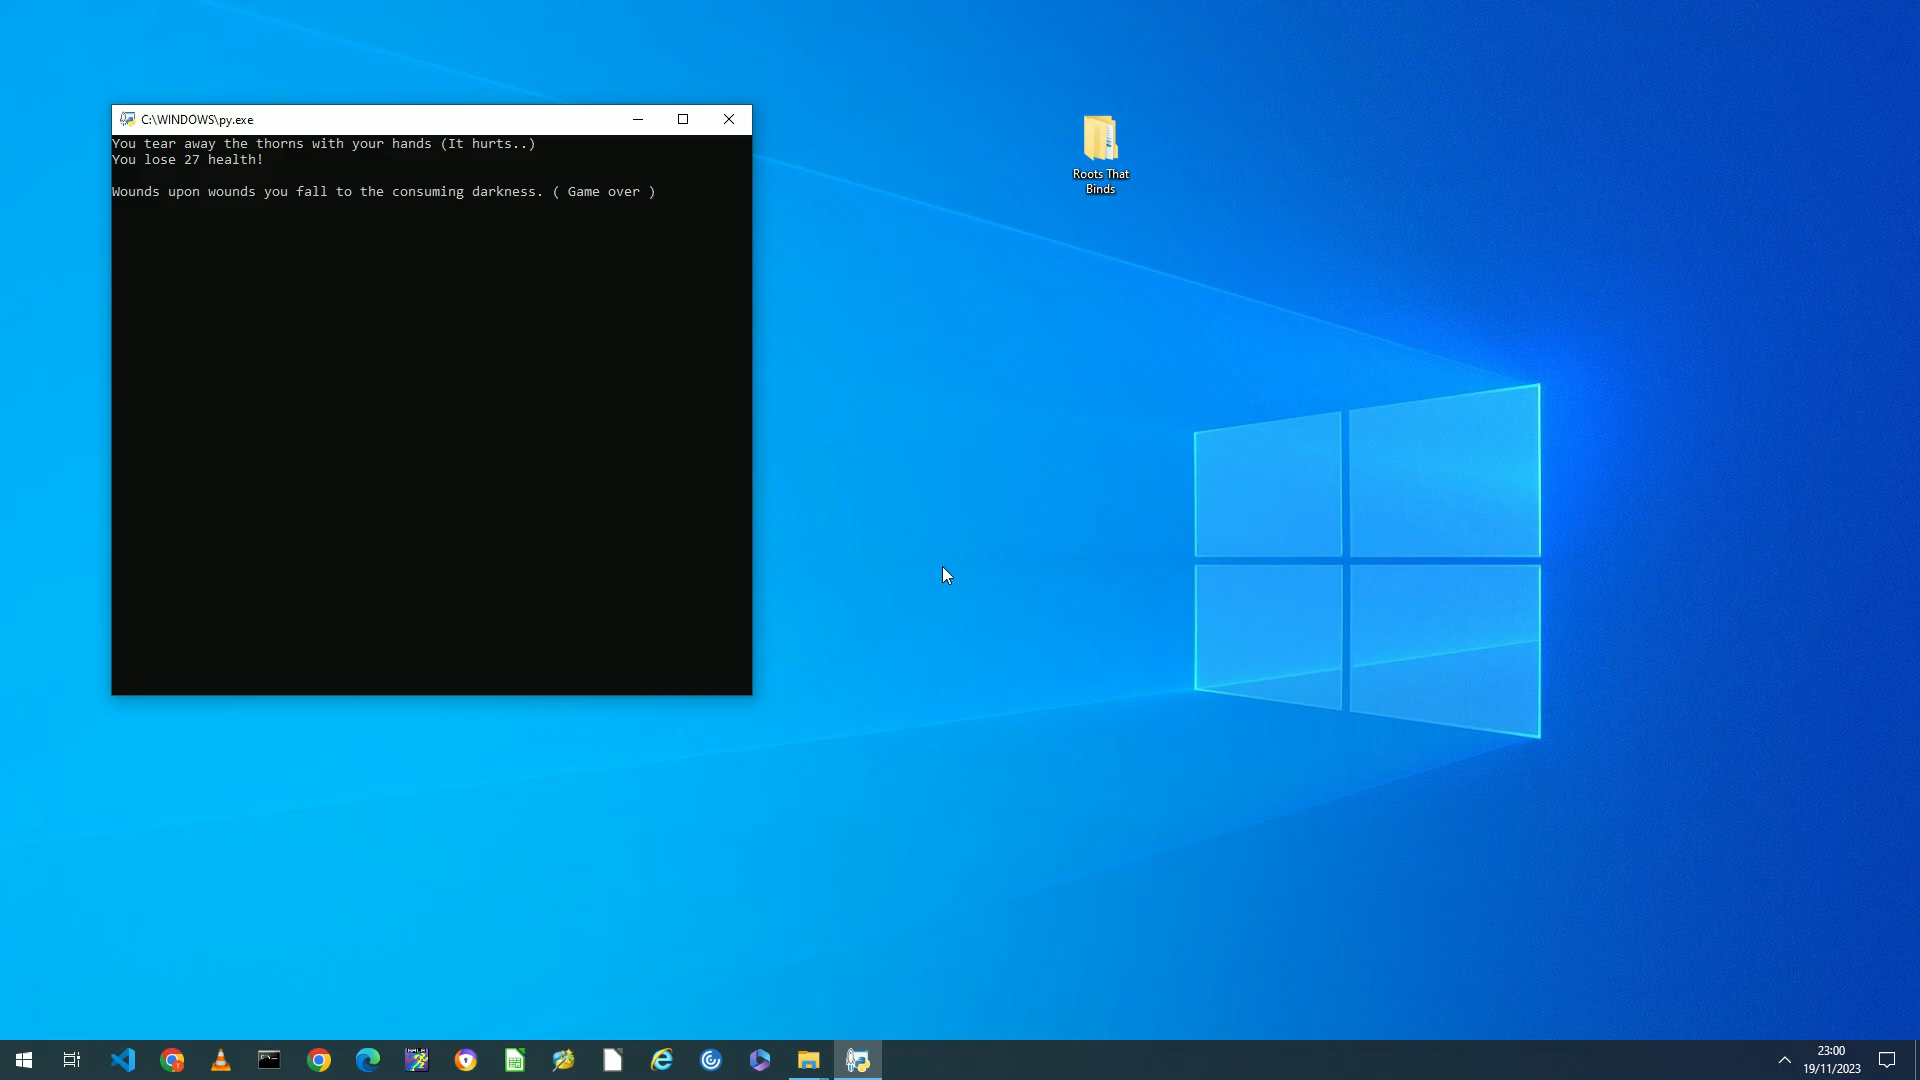 C:\WINDOWS\py.exe
You tear away the thorns with your hands (It hurts..)
You lose 27 health!
Wounds upon wounds you fall to the consuming darkness. ( Game over )
Roots That
Binds
23:00
19/11/2023